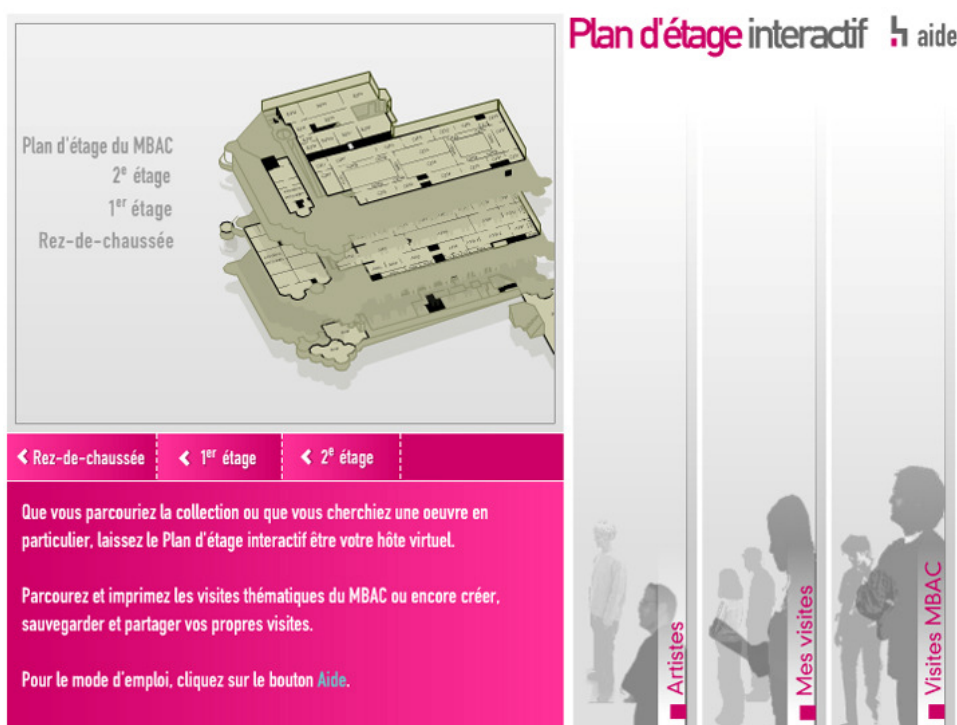 Plan d'étage interactif
aide
Plan d'étage du MBAC
2e étage
1er étage
Rez-de-chaussée
Rez-de-chaussée
1er étage
2e étage
Que vous parcouriez la collection ou que vous cherchiez une oeuvre en
particulier, laissez le Plan d'étage interactif être votre hôte virtuel.
Parcourez et imprimez les visites thématiques du MBAC ou encore créer,
sauvegarder et partager vos propres visites.
Pour le mode d'emploi, cliquez sur le bouton Aide.
Artistes
Mes visites
Visites MBAC